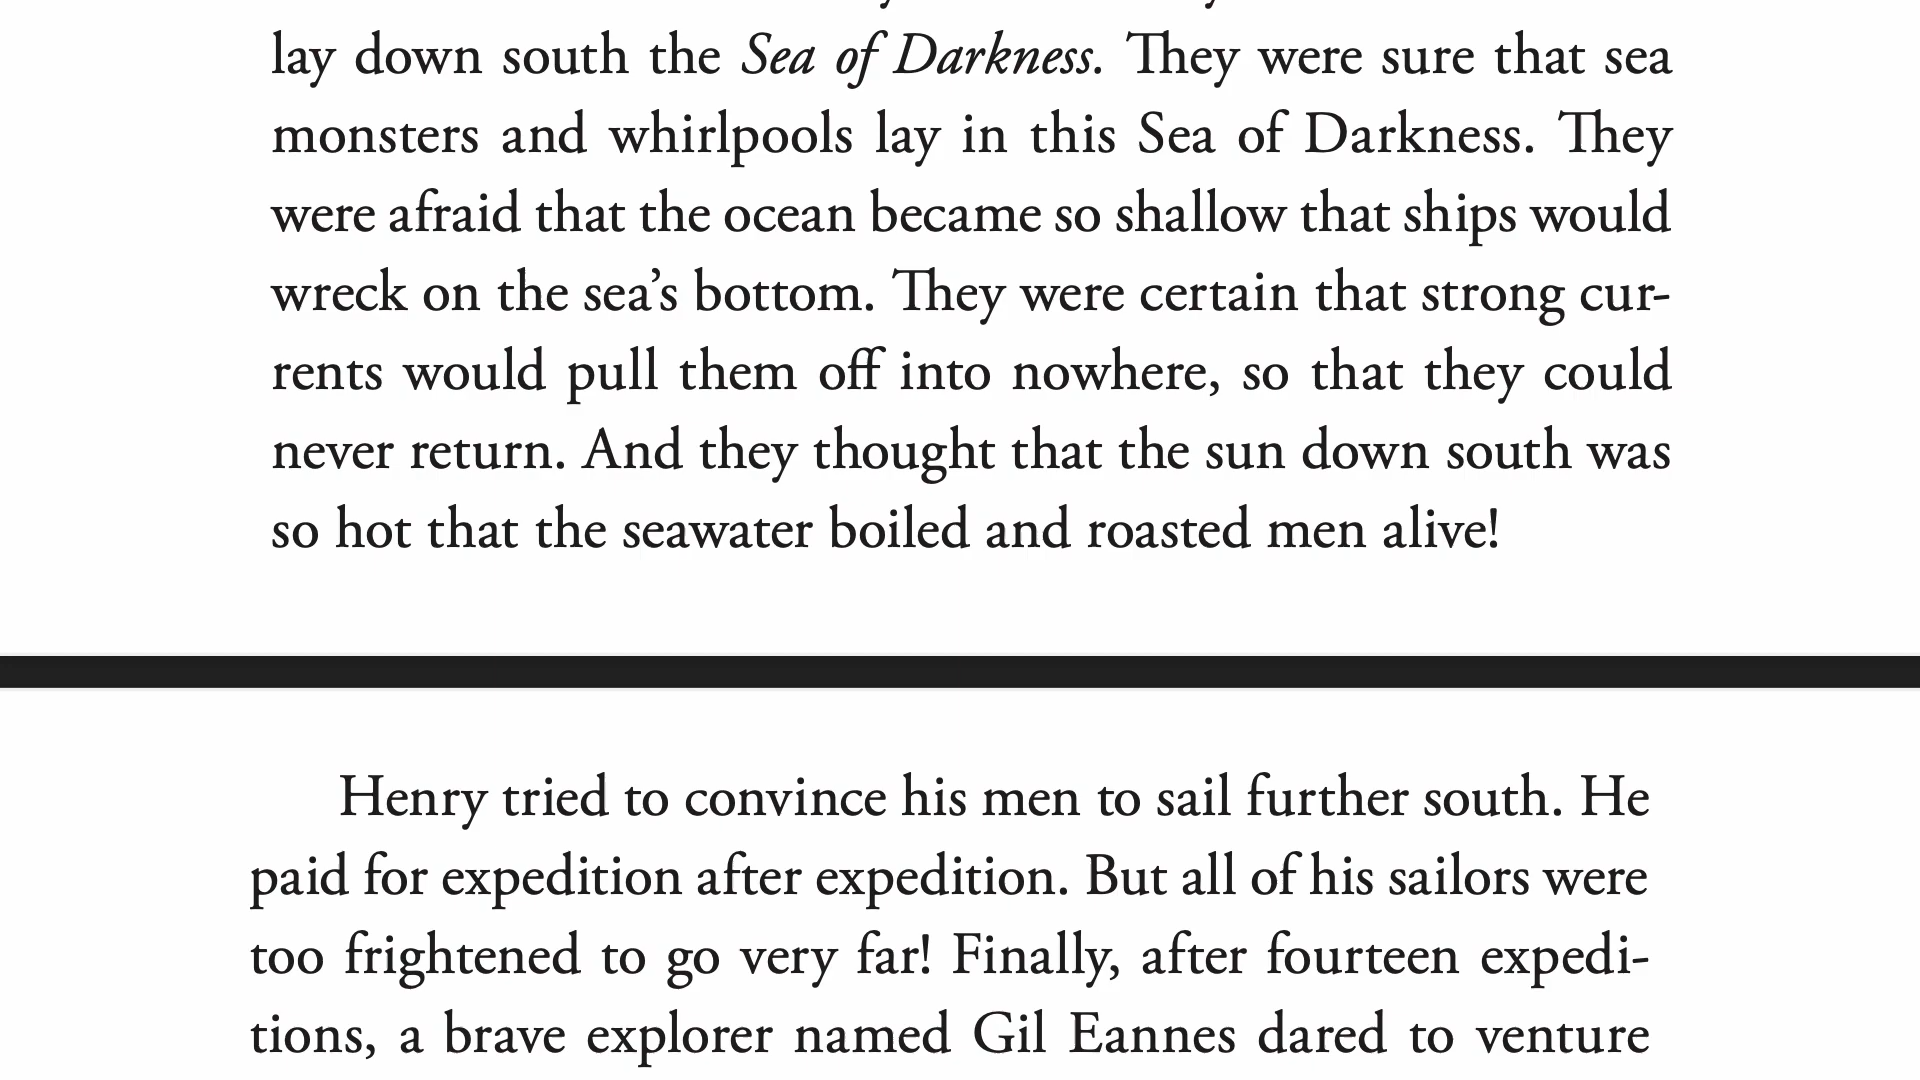 lay down south the Sea of Darkness. They were sure that sea
monsters and whirlpools lay in this Sea of Darkness. They
were afraid that the ocean became so shallow that ships would
wreck on the sea’s bottom. They were certain that strong cur-
rents would pull them off into nowhere, so that they could
never return. And they thought that the sun down south was
so hot that the seawater boiled and roasted men alive!
Henry tried to convince his men to sail further south. He
paid for expedition after expedition. But all of his sailors were
too frightened to go very far! Finally, after fourteen expedi-
tions, a brave explorer named Gil Eannes dared to venture